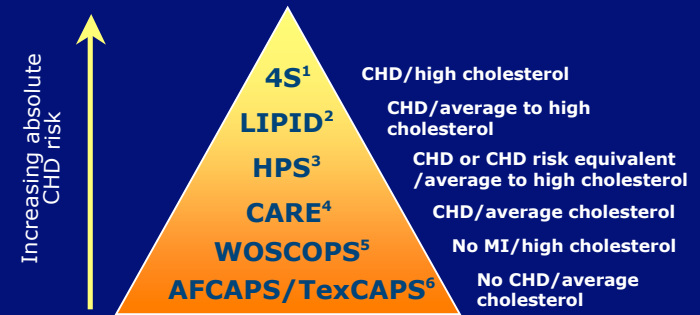 Increasing absolute
CHD risk
4S¹
CHD/high cholesterol
LIPID²
CHD/average to high
cholesterol
HPS³
CHD or CHD risk equivalent
/average to high cholesterol
CARE⁴
CHD/average cholesterol
WOSCOPS⁵
No MI/high cholesterol
AFCAPS/TexCAPS⁶
No CHD/average
cholesterol